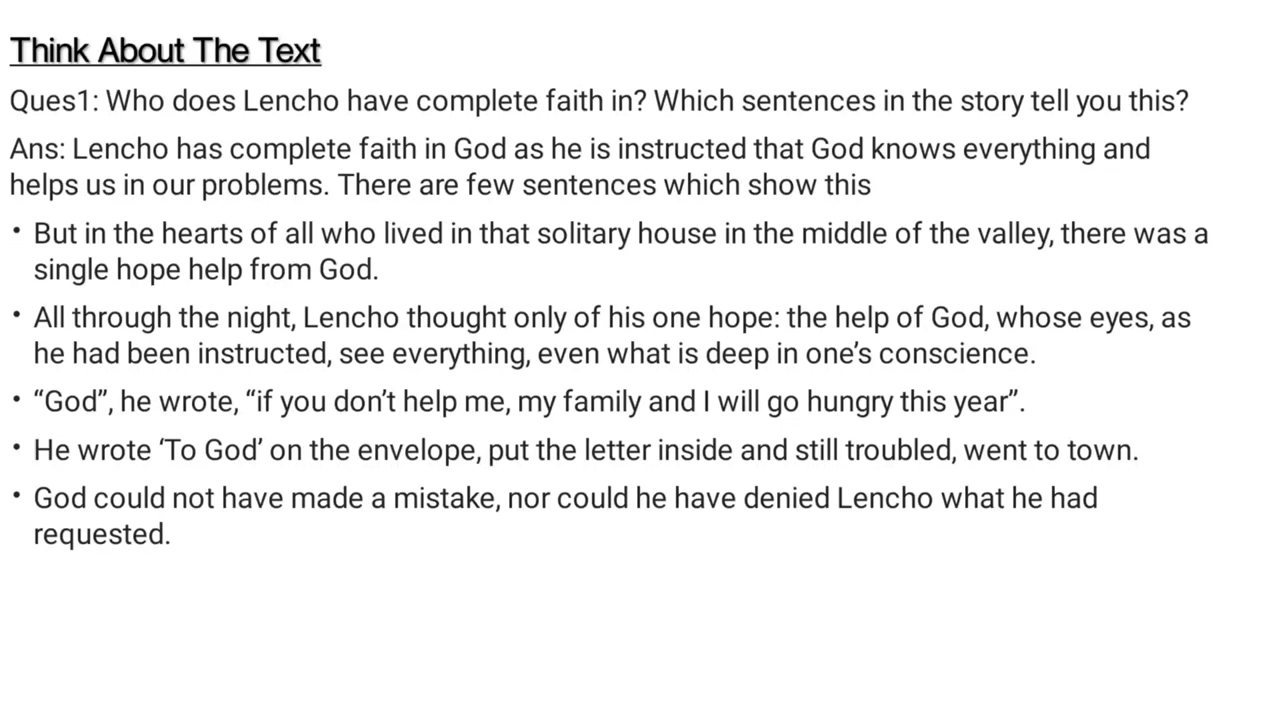 Think About The Text
Ques1: Who does Lencho have complete faith in? Which sentences in the story tell you this?
Ans: Lencho has complete faith in God as he is instructed that God knows everything and
helps us in our problems. There are few sentences which show this
• But in the hearts of all who lived in that solitary house in the middle of the valley, there was a
single hope help from God.
• All through the night, Lencho thought only of his one hope: the help of God, whose eyes, as
he had been instructed, see everything, even what is deep in one’s conscience.
• “God”, he wrote, “if you don’t help me, my family and I will go hungry this year”.
• He wrote ‘To God’ on the envelope, put the letter inside and still troubled, went to town.
• God could not have made a mistake, nor could he have denied Lencho what he had
requested.